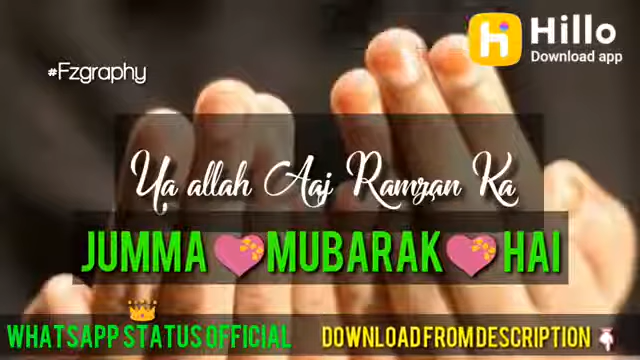 Hillo
Download app
#Fzgraphy
Ya allah Aaj Ramzan Ka
JUMMA 💝 MUBARAK 💝 HAI
WHATSAPP STATUS OFFICIAL
DOWNLOAD FROM DESCRIPTION 👇